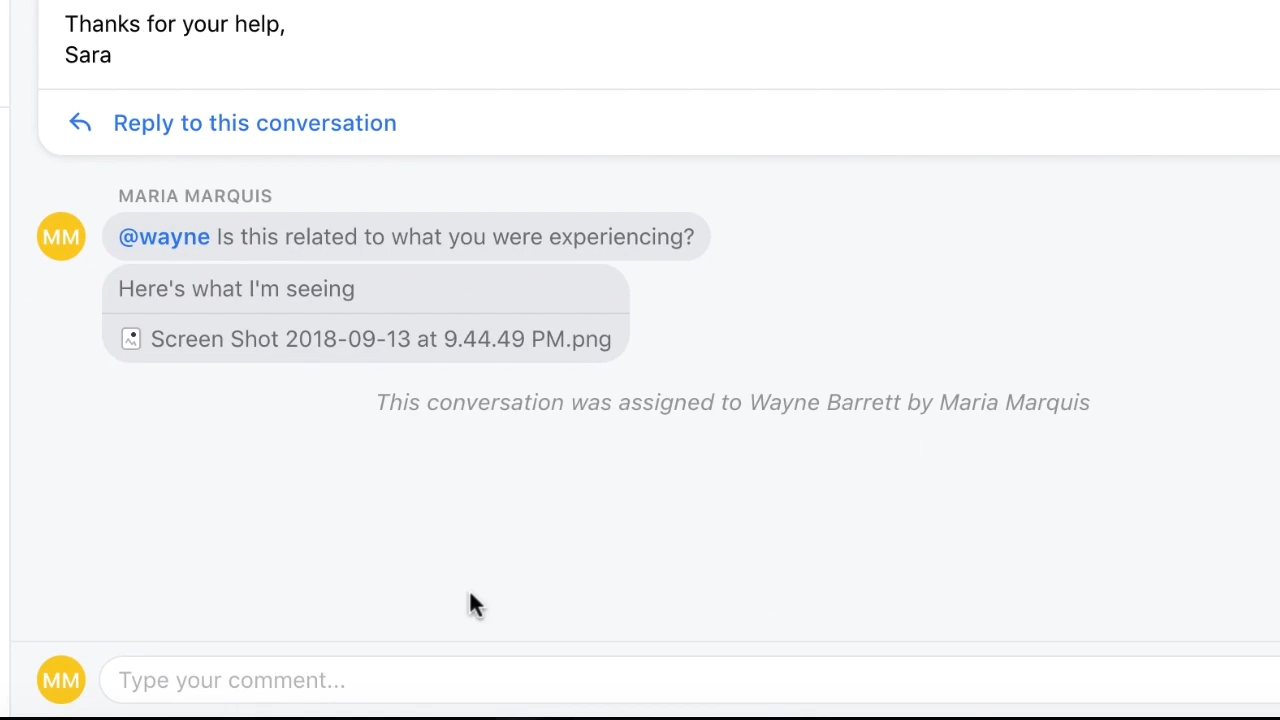 Thanks for your help,
Sara
Reply to this conversation
MARIA MARQUIS
MM
@wayne Is this related to what you were experiencing?
Here's what I'm seeing
Screen Shot 2018-09-13 at 9.44.49 PM.png
This conversation was assigned to Wayne Barrett by Maria Marquis
MM
Type your comment...